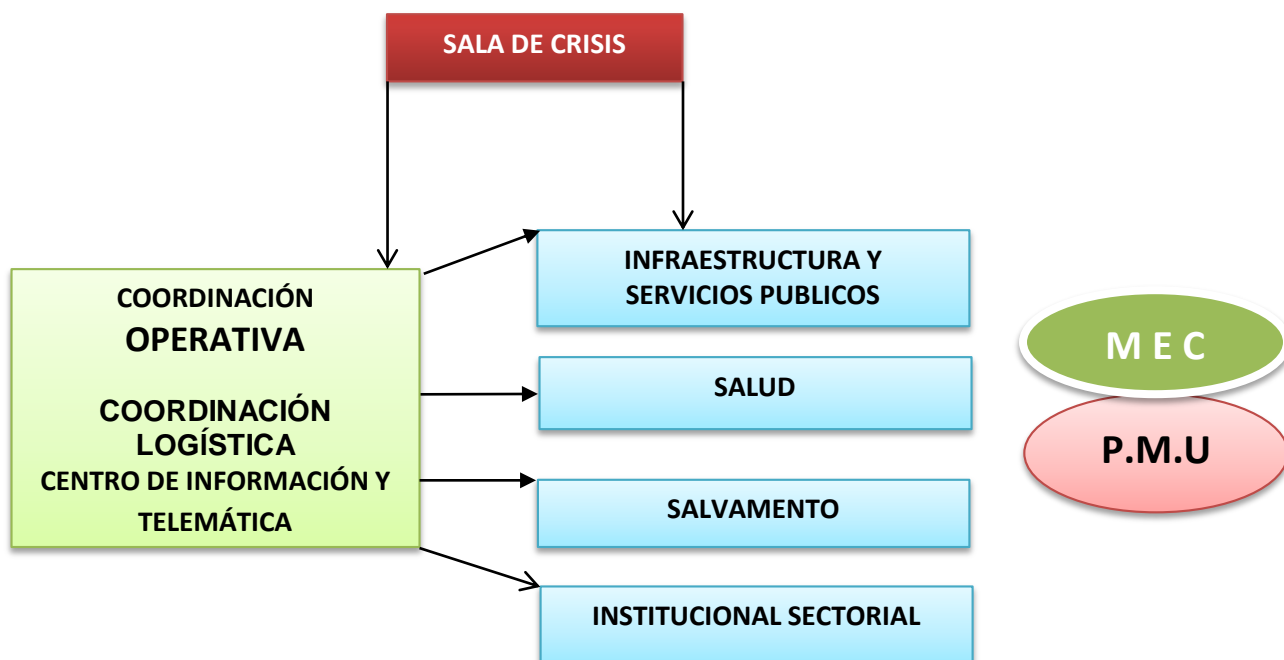 SALA DE CRISIS
INFRAESTRUCTURA Y
SERVICIOS PUBLICOS
COORDINACIÓN
OPERATIVA
COORDINACIÓN
LOGÍSTICA
CENTRO DE INFORMACIÓN Y
TELEMÁTICA
SALUD
SALVAMENTO
INSTITUCIONAL SECTORIAL
M E C
P.M.U